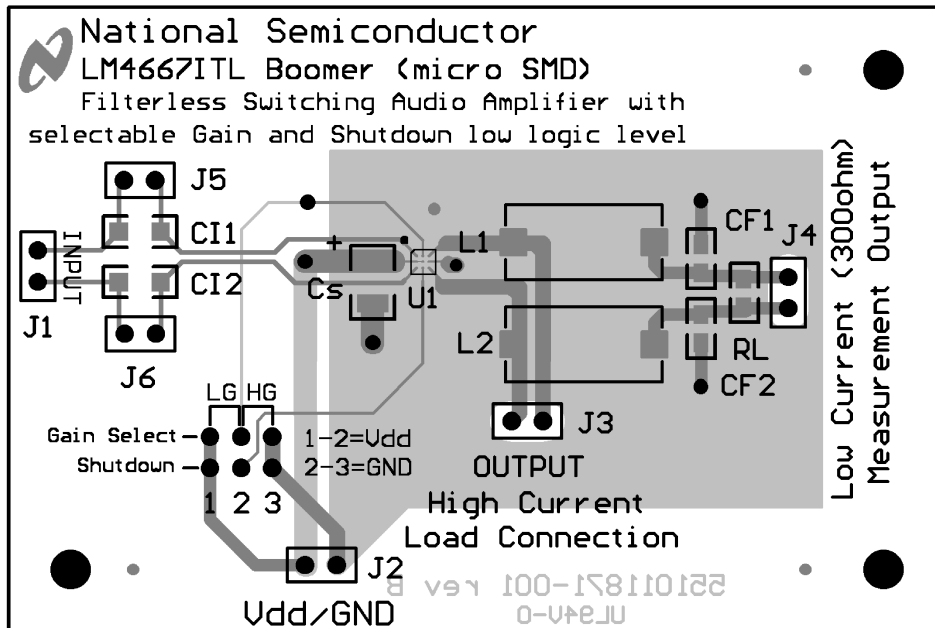 National Semiconductor
LM4667ITL Boomer (micro SMD)
Filterless Switching Audio Amplifier with
selectable Gain and Shutdown low logic level
J5
CI1
INPUT
CI2
J1
J6
+
Cs
U1
L1
L2
CF1
J4
RL
CF2
Low Current (300ohm)
Measurement Output
LG HG
Gain Select
1-2=Vdd
Shutdown
2-3=GND
1 2 3
J3
OUTPUT
High Current
Load Connection
J2
Vdd/GND
551011871-001 rev B
UL94V-0